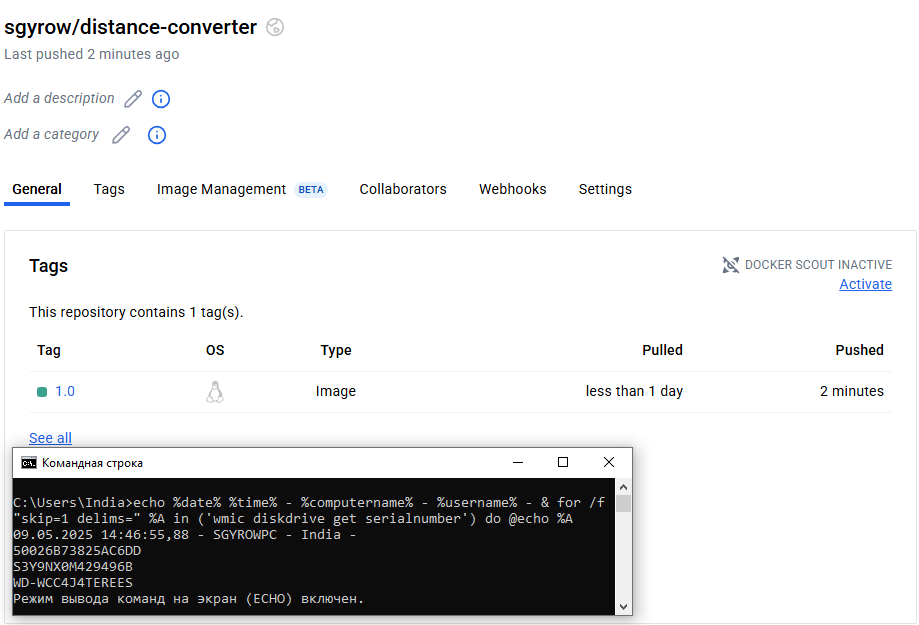 sgyrow/distance-converter
Last pushed 2 minutes ago
Add a description
Add a category
General Tags Image Management BETA Collaborators Webhooks Settings
Tags
DOCKER SCOUT INACTIVE
Activate
This repository contains 1 tag(s).
Tag OS Type Pulled Pushed
1.0 Image less than 1 day 2 minutes
See all
Командная строка
C:\Users\India>echo %date% %time% - %computername% - %username% - & for /f
"skip=1 delims=" %A in ('wmic diskdrive get serialnumber') do @echo %A
09.05.2025 14:46:55,88 - SGYROWPC - India -
50026B73825AC6DD
S3Y9NX0M429496B
WD-WCC4J4TEREES
Режим вывода команд на экран (ECHO) включен.